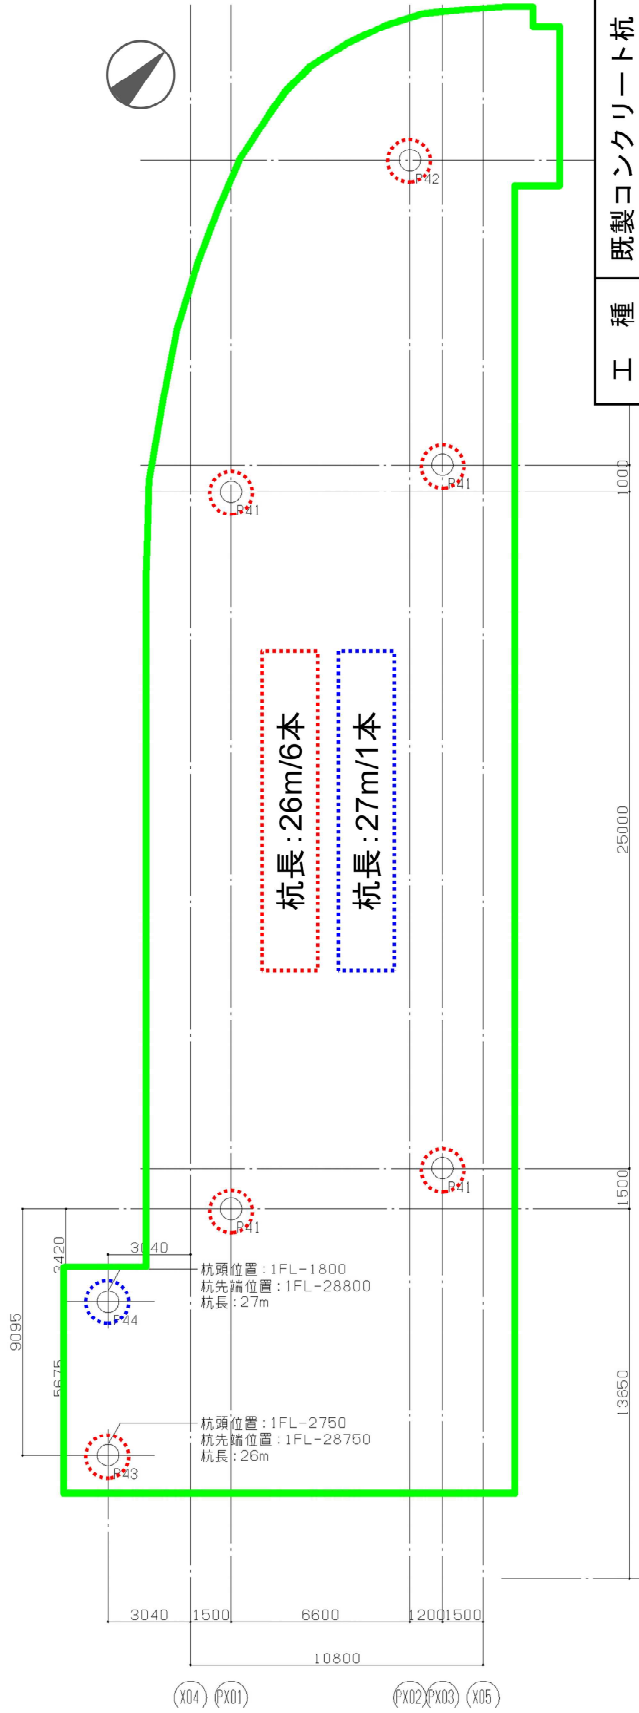 既製コンクリート杭
工 種
P42
P41
P41
1000
杭長:26m/6本
杭長:27m/1本
25000
P41
P41
1500
3420
3040
杭頭位置:1FL-1800
杭先端位置:1FL-28800
杭長:27m
P44
9095
5675
13650
杭頭位置:1FL-2750
杭先端位置:1FL-28750
杭長:26m
P43
3040 1500 6600 1200 1500
10800
X04 PX01 PX02 PX03 X05